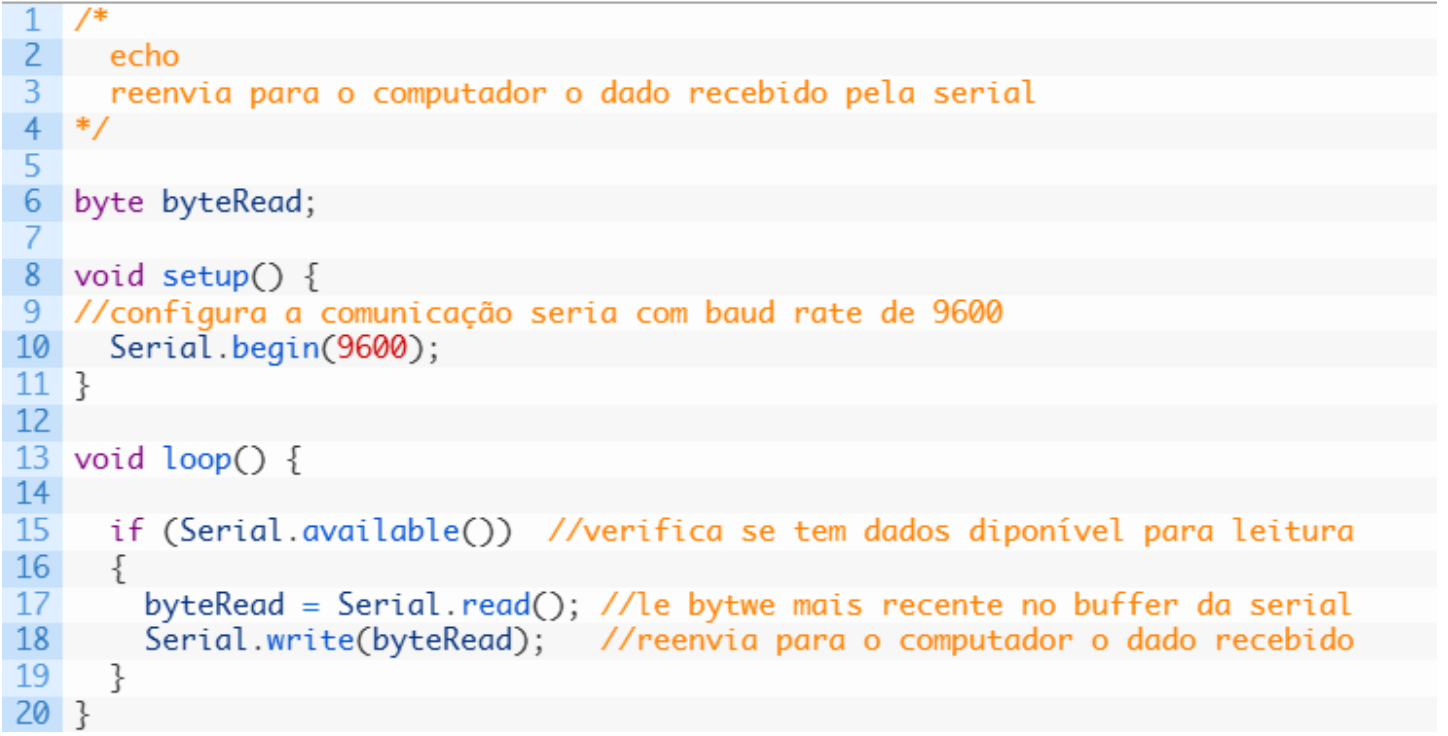 1 /*
2   echo
3   reenvia para o computador o dado recebido pela serial
4 */
5
6 byte byteRead;
7
8 void setup() {
9 //configura a comunicação seria com baud rate de 9600
10   Serial.begin(9600);
11 }
12
13 void loop() {
14
15   if (Serial.available())  //verifica se tem dados diponível para leitura
16   {
17     byteRead = Serial.read(); //le bytwe mais recente no buffer da serial
18     Serial.write(byteRead);   //reenvia para o computador o dado recebido
19   }
20 }